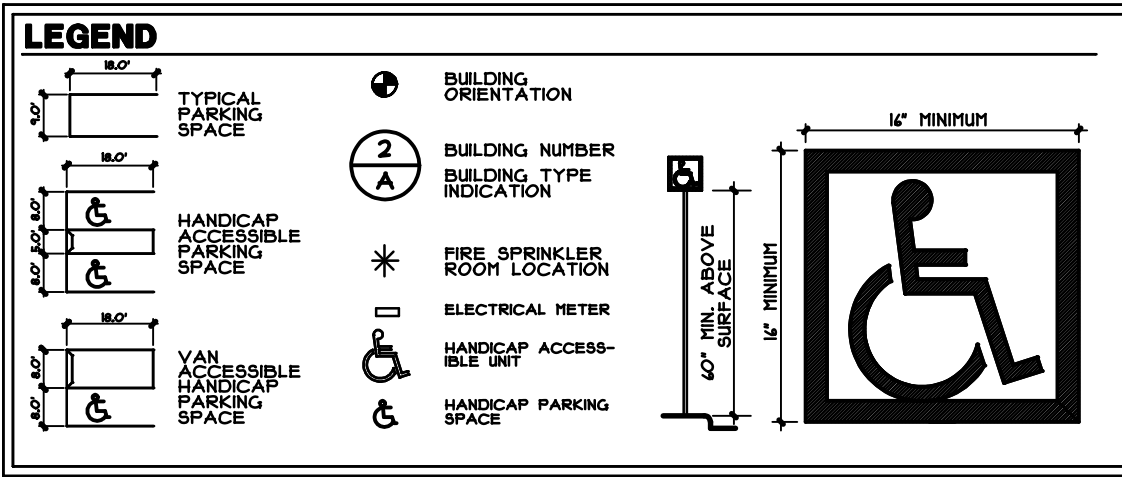 LEGEND
18.0'
9.0'
TYPICAL
PARKING
SPACE
18.0'
8.0'
5.0'
8.0'
HANDICAP
ACCESSIBLE
PARKING
SPACE
18.0'
8.0'
8.0'
VAN
ACCESSIBLE
HANDICAP
PARKING
SPACE
BUILDING
ORIENTATION
2
A
BUILDING NUMBER
BUILDING TYPE
INDICATION
FIRE SPRINKLER
ROOM LOCATION
ELECTRICAL METER
HANDICAP ACCESS-
IBLE UNIT
HANDICAP PARKING
SPACE
60" MIN. ABOVE
SURFACE
16" MINIMUM
16" MINIMUM